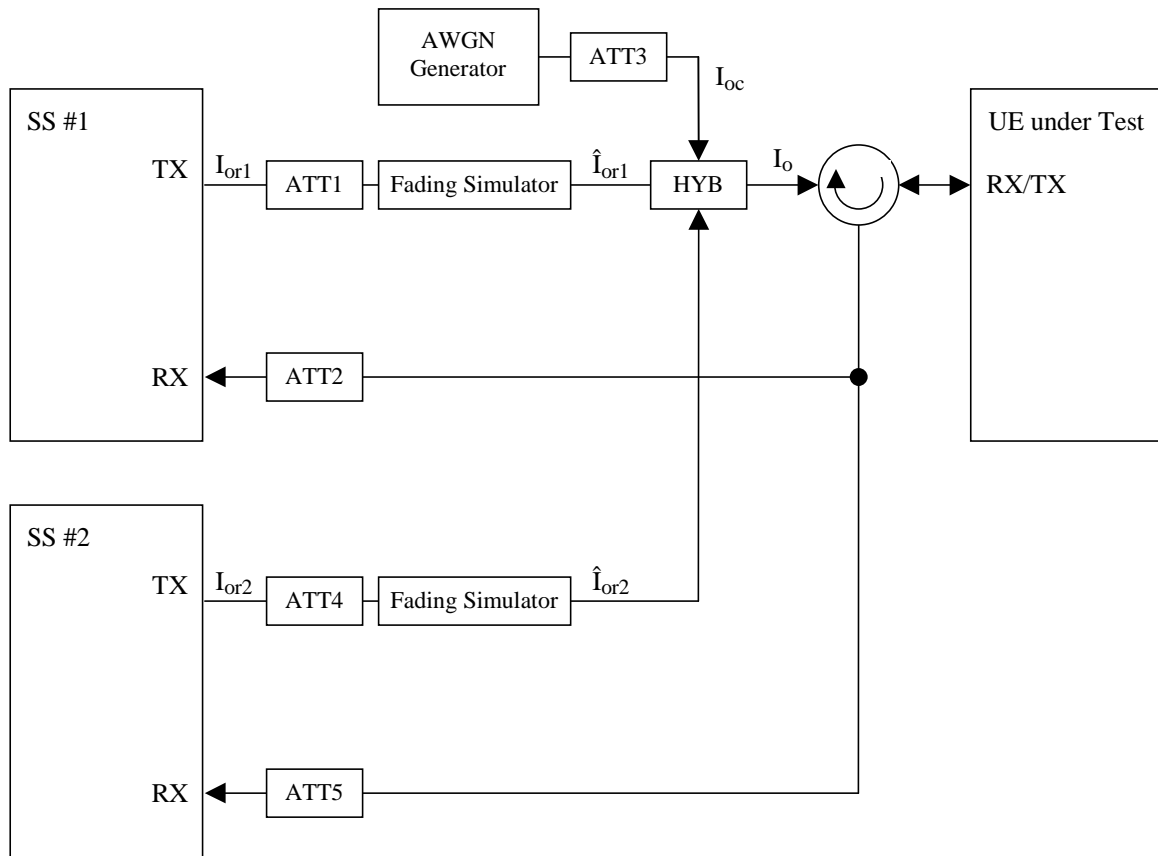 AWGN
Generator
ATT3
I_oc
SS #1
UE under Test
TX
I_or1
ATT1
Fading Simulator
Î_or1
HYB
I_o
RX/TX
RX
ATT2
SS #2
TX
I_or2
ATT4
Fading Simulator
Î_or2
RX
ATT5